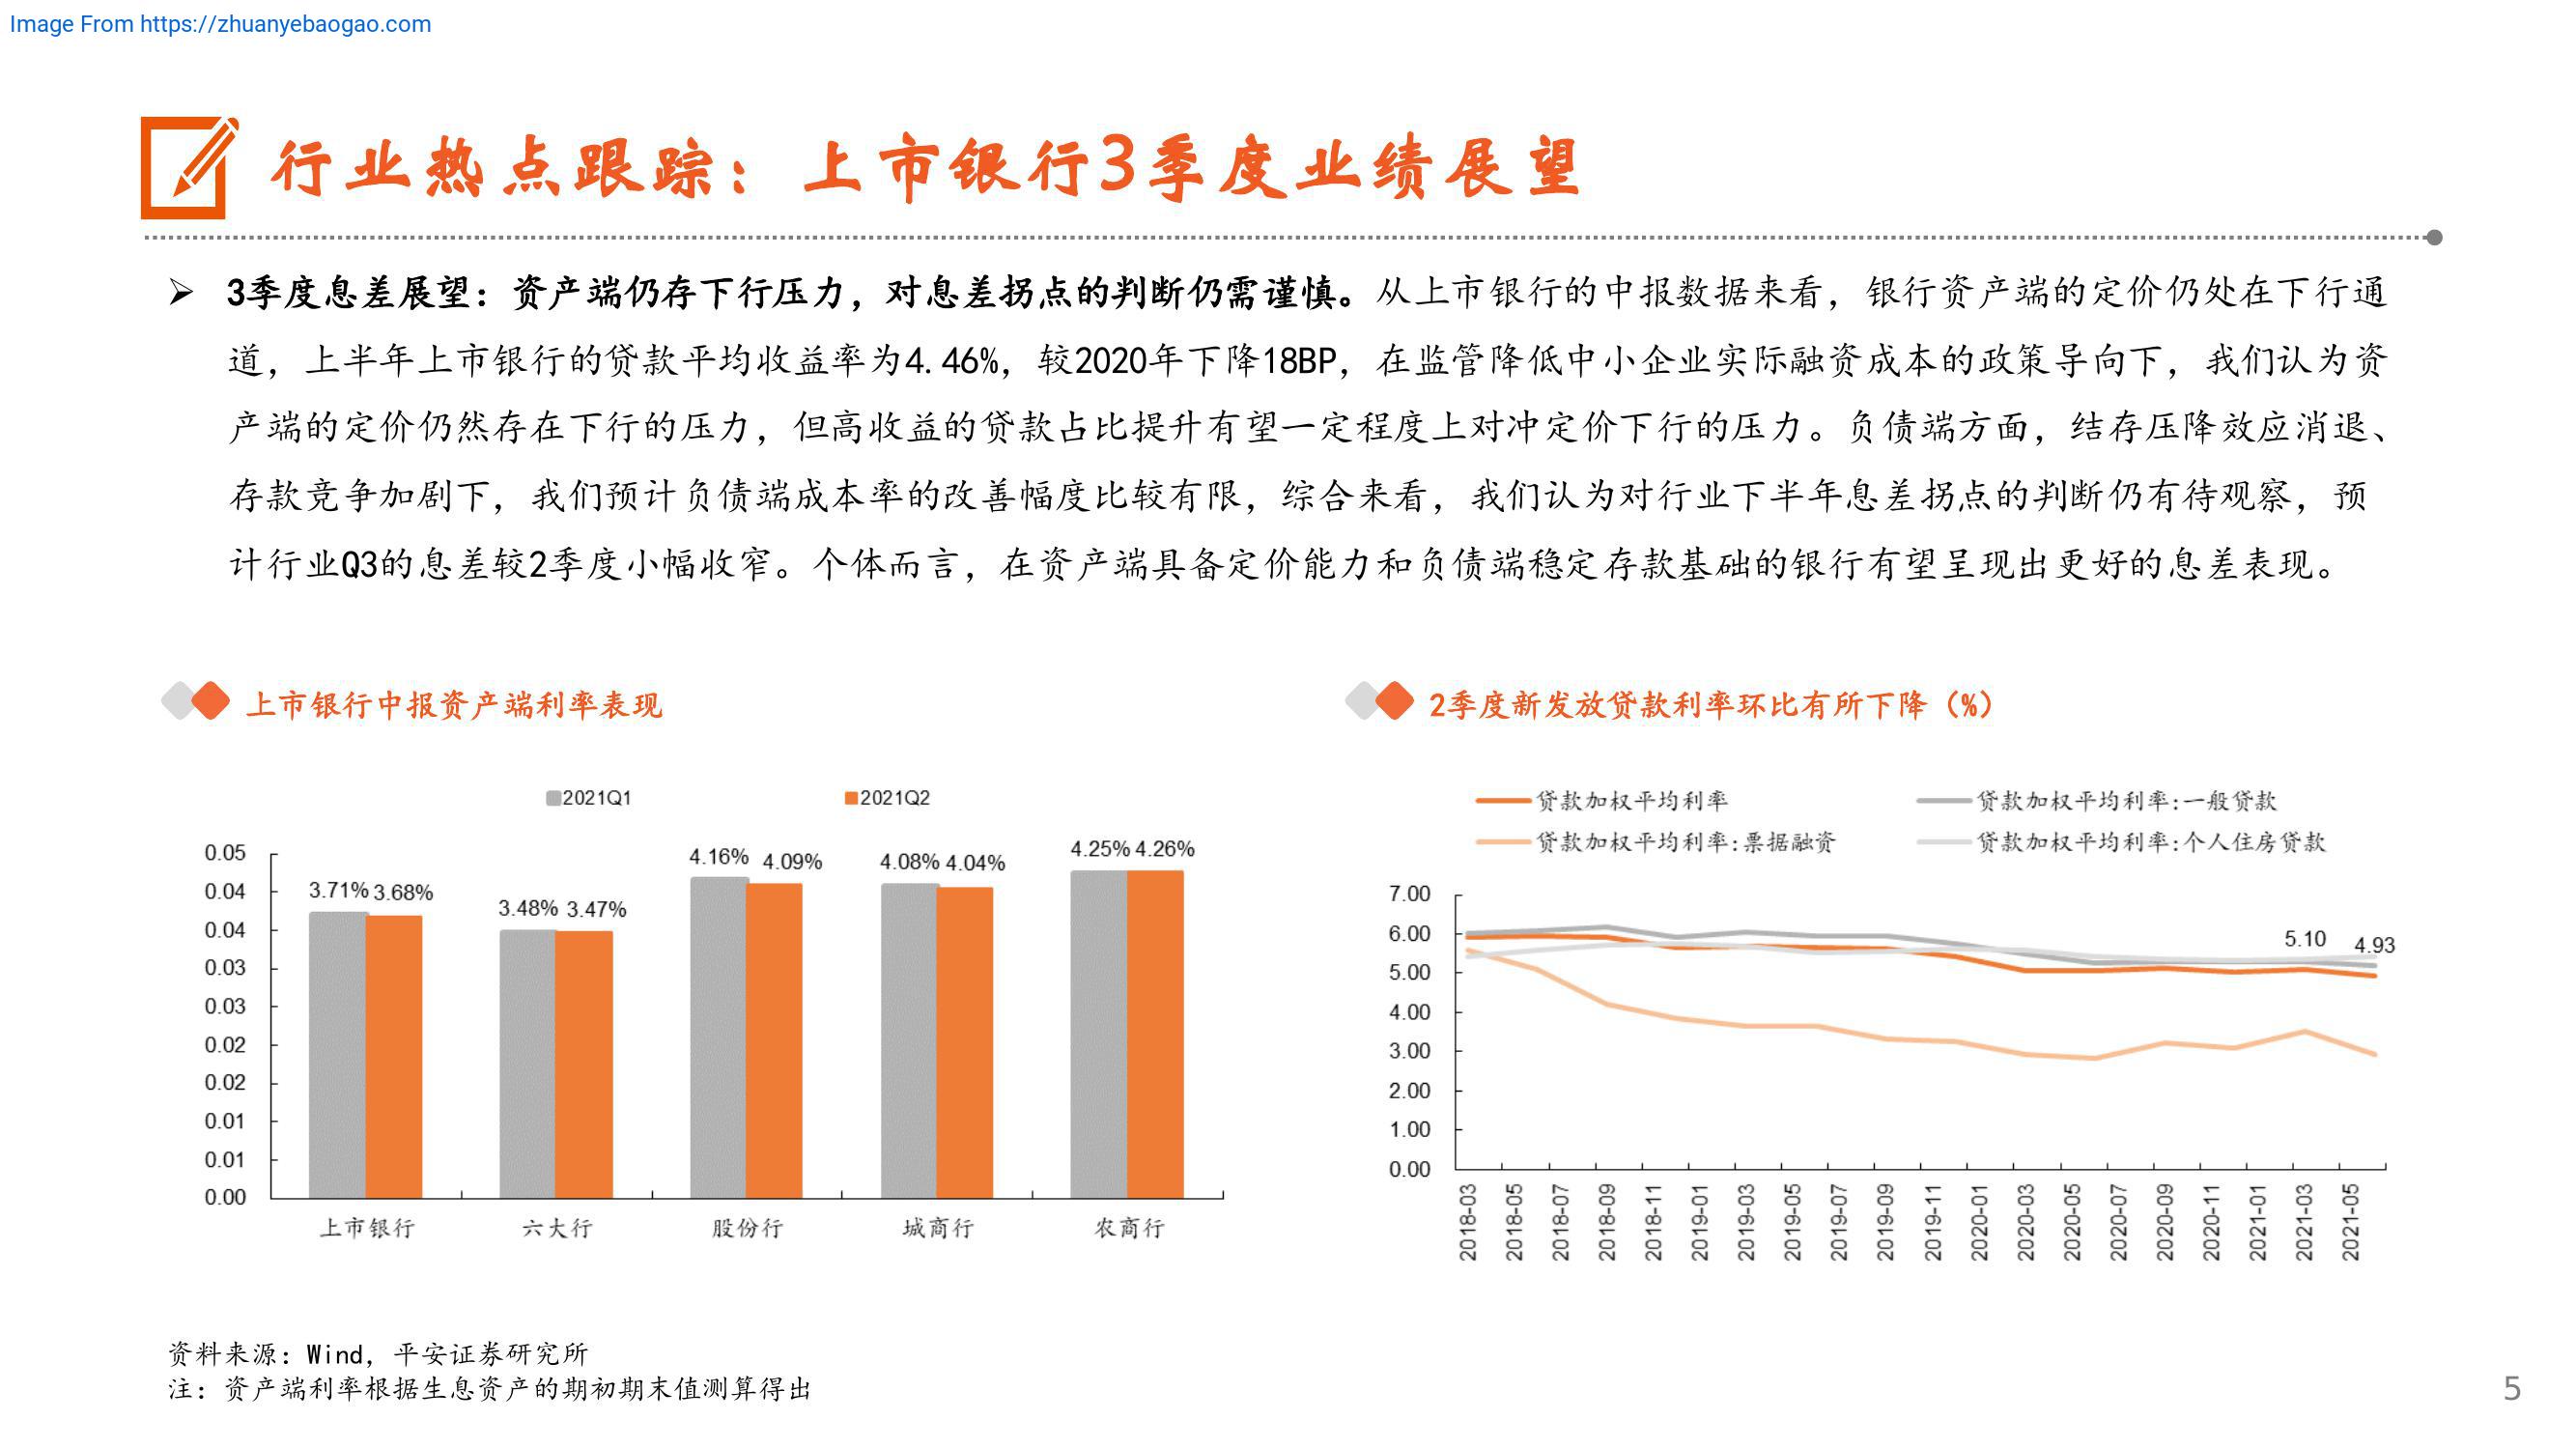 Image From https://zhuanyebaogao.com
行业热点跟踪：上市银行3季度业绩展望
➢ 3季度息差展望：资产端仍存下行压力，对息差拐点的判断仍需谨慎。从上市银行的中报数据来看，银行资产端的定价仍处在下行通
道，上半年上市银行的贷款平均收益率为4.46%，较2020年下降18BP，在监管降低中小企业实际融资成本的政策导向下，我们认为资
产端的定价仍然存在下行的压力，但高收益的贷款占比提升有望一定程度上对冲定价下行的压力。负债端方面，结存压降效应消退、
存款竞争加剧下，我们预计负债端成本率的改善幅度比较有限，综合来看，我们认为对行业下半年息差拐点的判断仍有待观察，预
计行业Q3的息差较2季度小幅收窄。个体而言，在资产端具备定价能力和负债端稳定存款基础的银行有望呈现出更好的息差表现。
上市银行中报资产端利率表现
2021Q1 2021Q2
0.05
0.04
0.04
0.03
0.03
0.02
0.02
0.01
0.01
0.00
3.71% 3.68%
3.48% 3.47%
4.16% 4.09%
4.08% 4.04%
4.25% 4.26%
上市银行 六大行 股份行 城商行 农商行
2季度新发放贷款利率环比有所下降（%）
贷款加权平均利率 贷款加权平均利率:一般贷款
贷款加权平均利率:票据融资 贷款加权平均利率:个人住房贷款
7.00
6.00
5.00
4.00
3.00
2.00
1.00
0.00
5.10 4.93
2018-03 2018-05 2018-07 2018-09 2018-11 2019-01 2019-03 2019-05 2019-07 2019-09 2019-11 2020-01 2020-03 2020-05 2020-07 2020-09 2020-11 2021-01 2021-03 2021-05
资料来源：Wind，平安证券研究所
注：资产端利率根据生息资产的期初期末值测算得出
5